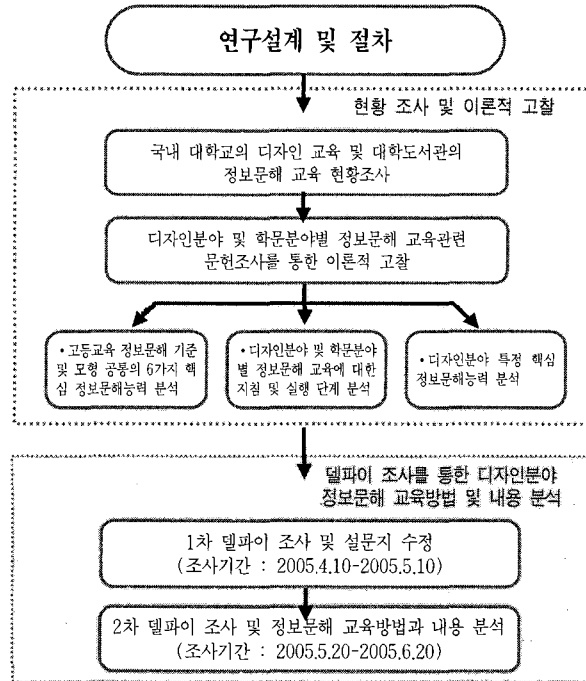 연구설계 및 절차
현황 조사 및 이론적 고찰
국내 대학교의 디자인 교육 및 대학도서관의
정보문해 교육 현황조사
디자인분야 및 학문분야별 정보문해 교육관련
문헌조사를 통한 이론적 고찰
•고등교육 정보문해 기준
및 모형 공통의 6가지 핵
심 정보문해능력 분석
•디자인분야 및 학문분야
별 정보문해 교육에 대한
지침 및 실행 단계 분석
•디자인분야 특정 핵심
정보문해능력 분석
델파이 조사를 통한 디자인분야
정보문해 교육방법 및 내용 분석
1차 델파이 조사 및 설문지 수정
(조사기간 : 2005.4.10-2005.5.10)
2차 델파이 조사 및 정보문해 교육방법과 내용 분석
(조사기간 : 2005.5.20-2005.6.20)